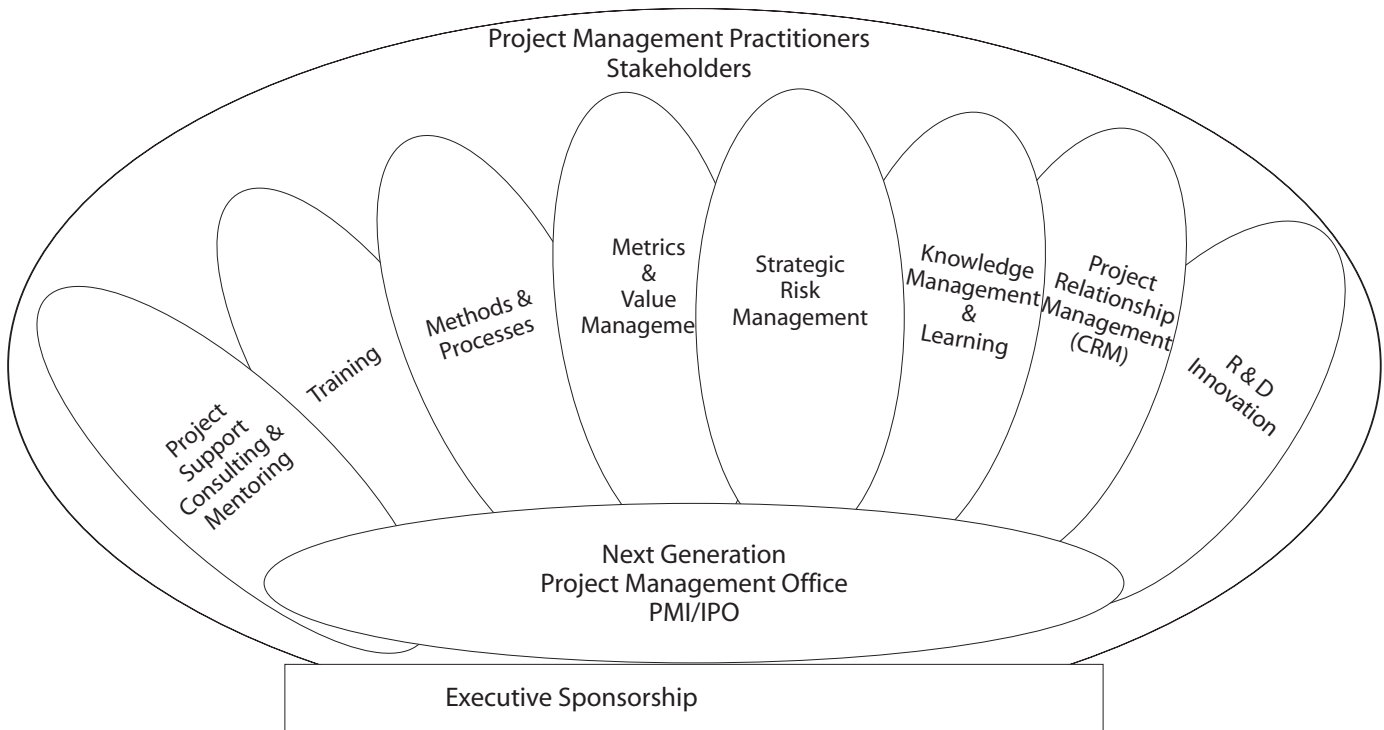 Project Management Practitioners
Stakeholders
Project
Support
Consulting &
Mentoring
Training
Methods &
Processes
Metrics
&
Value
Manageme
Strategic
Risk
Management
Knowledge
Management
&
Learning
Project
Relationship
Management
(CRM)
R & D
Innovation
Next Generation
Project Management Office
PMI/IPO
Executive Sponsorship